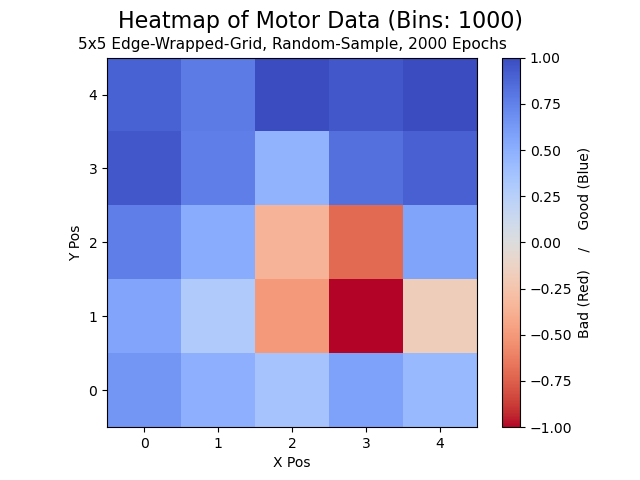 Heatmap of Motor Data (Bins: 1000)
5x5 Edge-Wrapped-Grid, Random-Sample, 2000 Epochs
4
3
2
1
0
Y Pos
0 1 2 3 4
X Pos
1.00
0.75
0.50
0.25
0.00
−0.25
−0.50
−0.75
−1.00
Bad (Red) / Good (Blue)